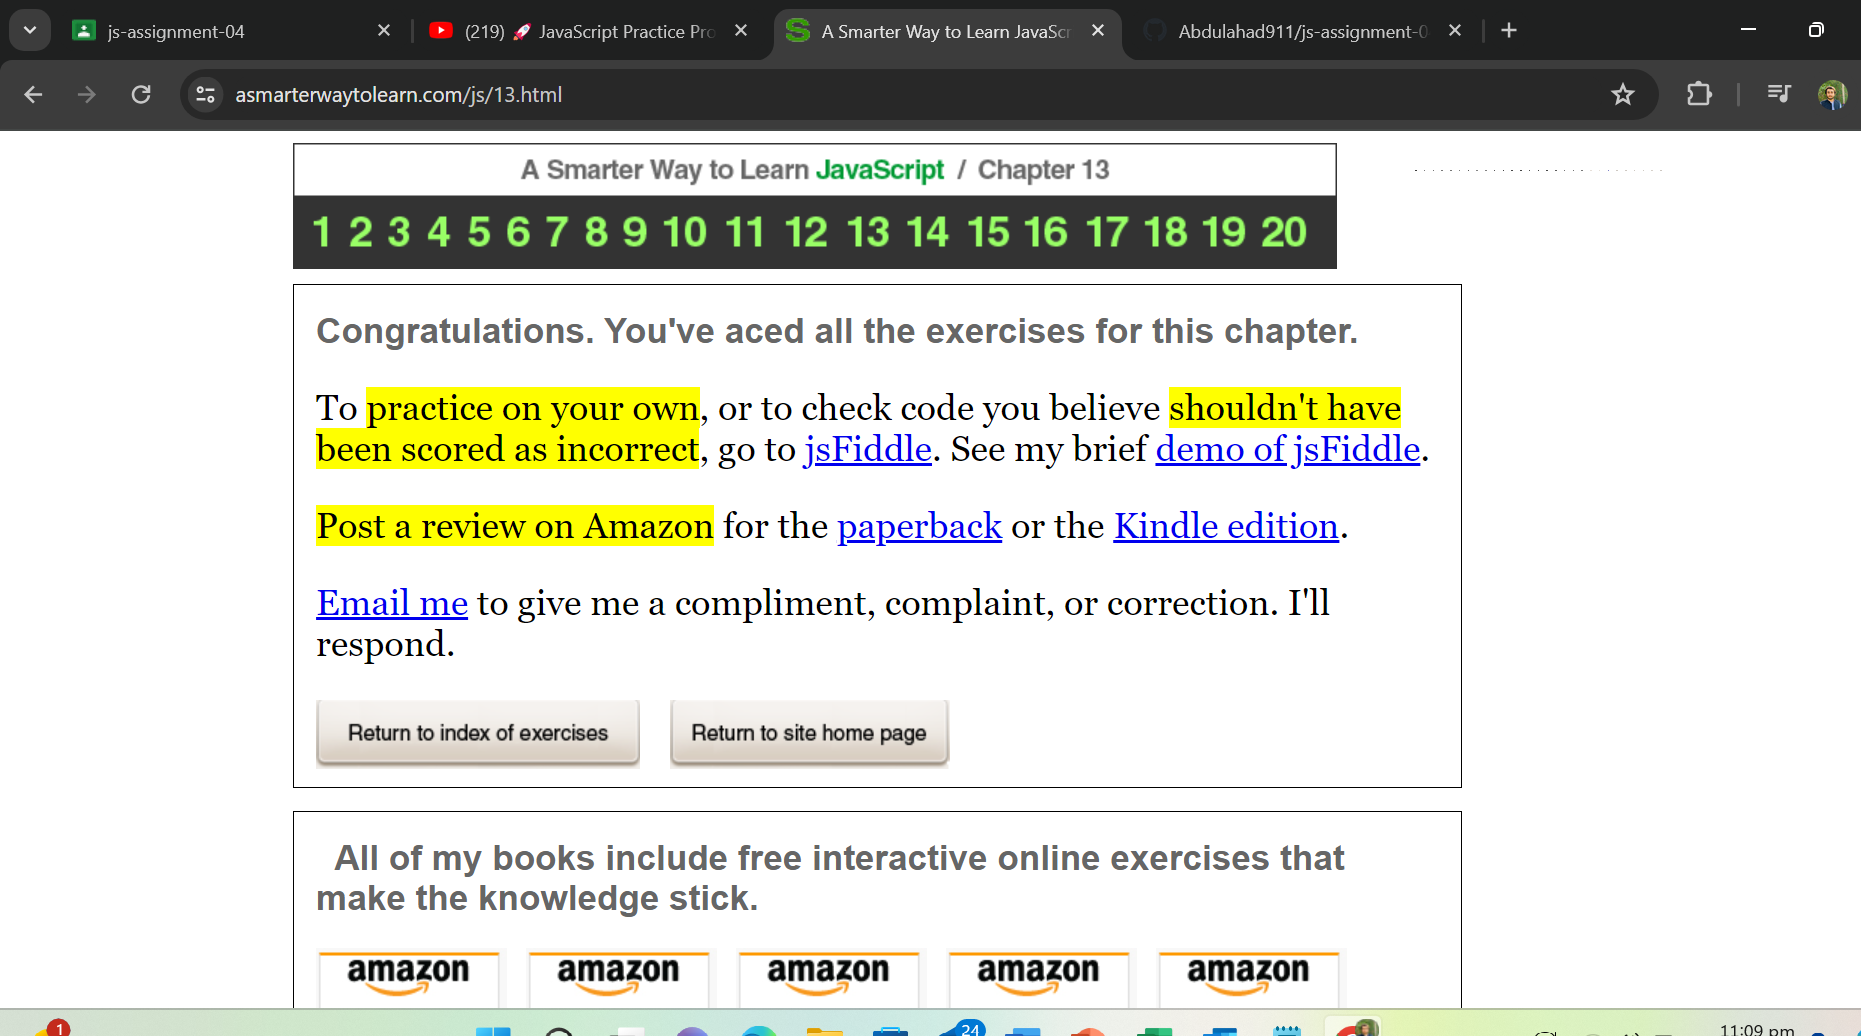 js-assignment-04
(219) 🚀 JavaScript Practice Pro
A Smarter Way to Learn JavaScr
Abdulahad911/js-assignment-0
asmarterwaytolearn.com/js/13.html
A Smarter Way to Learn JavaScript / Chapter 13
1 2 3 4 5 6 7 8 9 10 11 12 13 14 15 16 17 18 19 20
Congratulations. You've aced all the exercises for this chapter.
To practice on your own, or to check code you believe shouldn't have
been scored as incorrect, go to jsFiddle. See my brief demo of jsFiddle.
Post a review on Amazon for the paperback or the Kindle edition.
Email me to give me a compliment, complaint, or correction. I'll
respond.
Return to index of exercises
Return to site home page
All of my books include free interactive online exercises that
make the knowledge stick.
amazon amazon amazon amazon amazon
1
24
11:09 pm